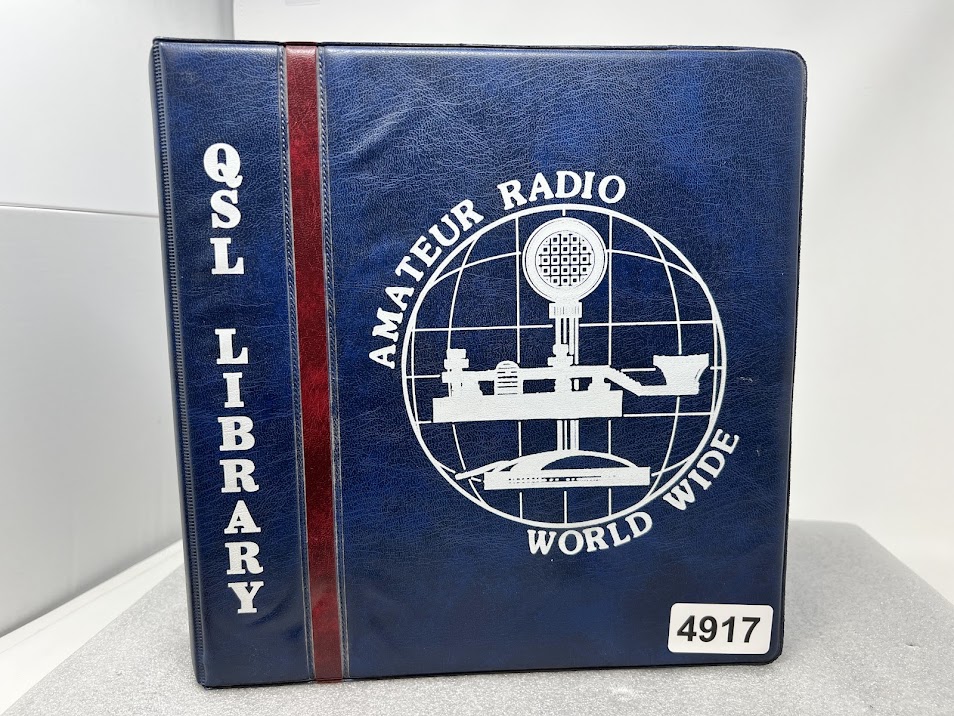 QSL LIBRARY
AMATEUR RADIO
WORLD WIDE
4917